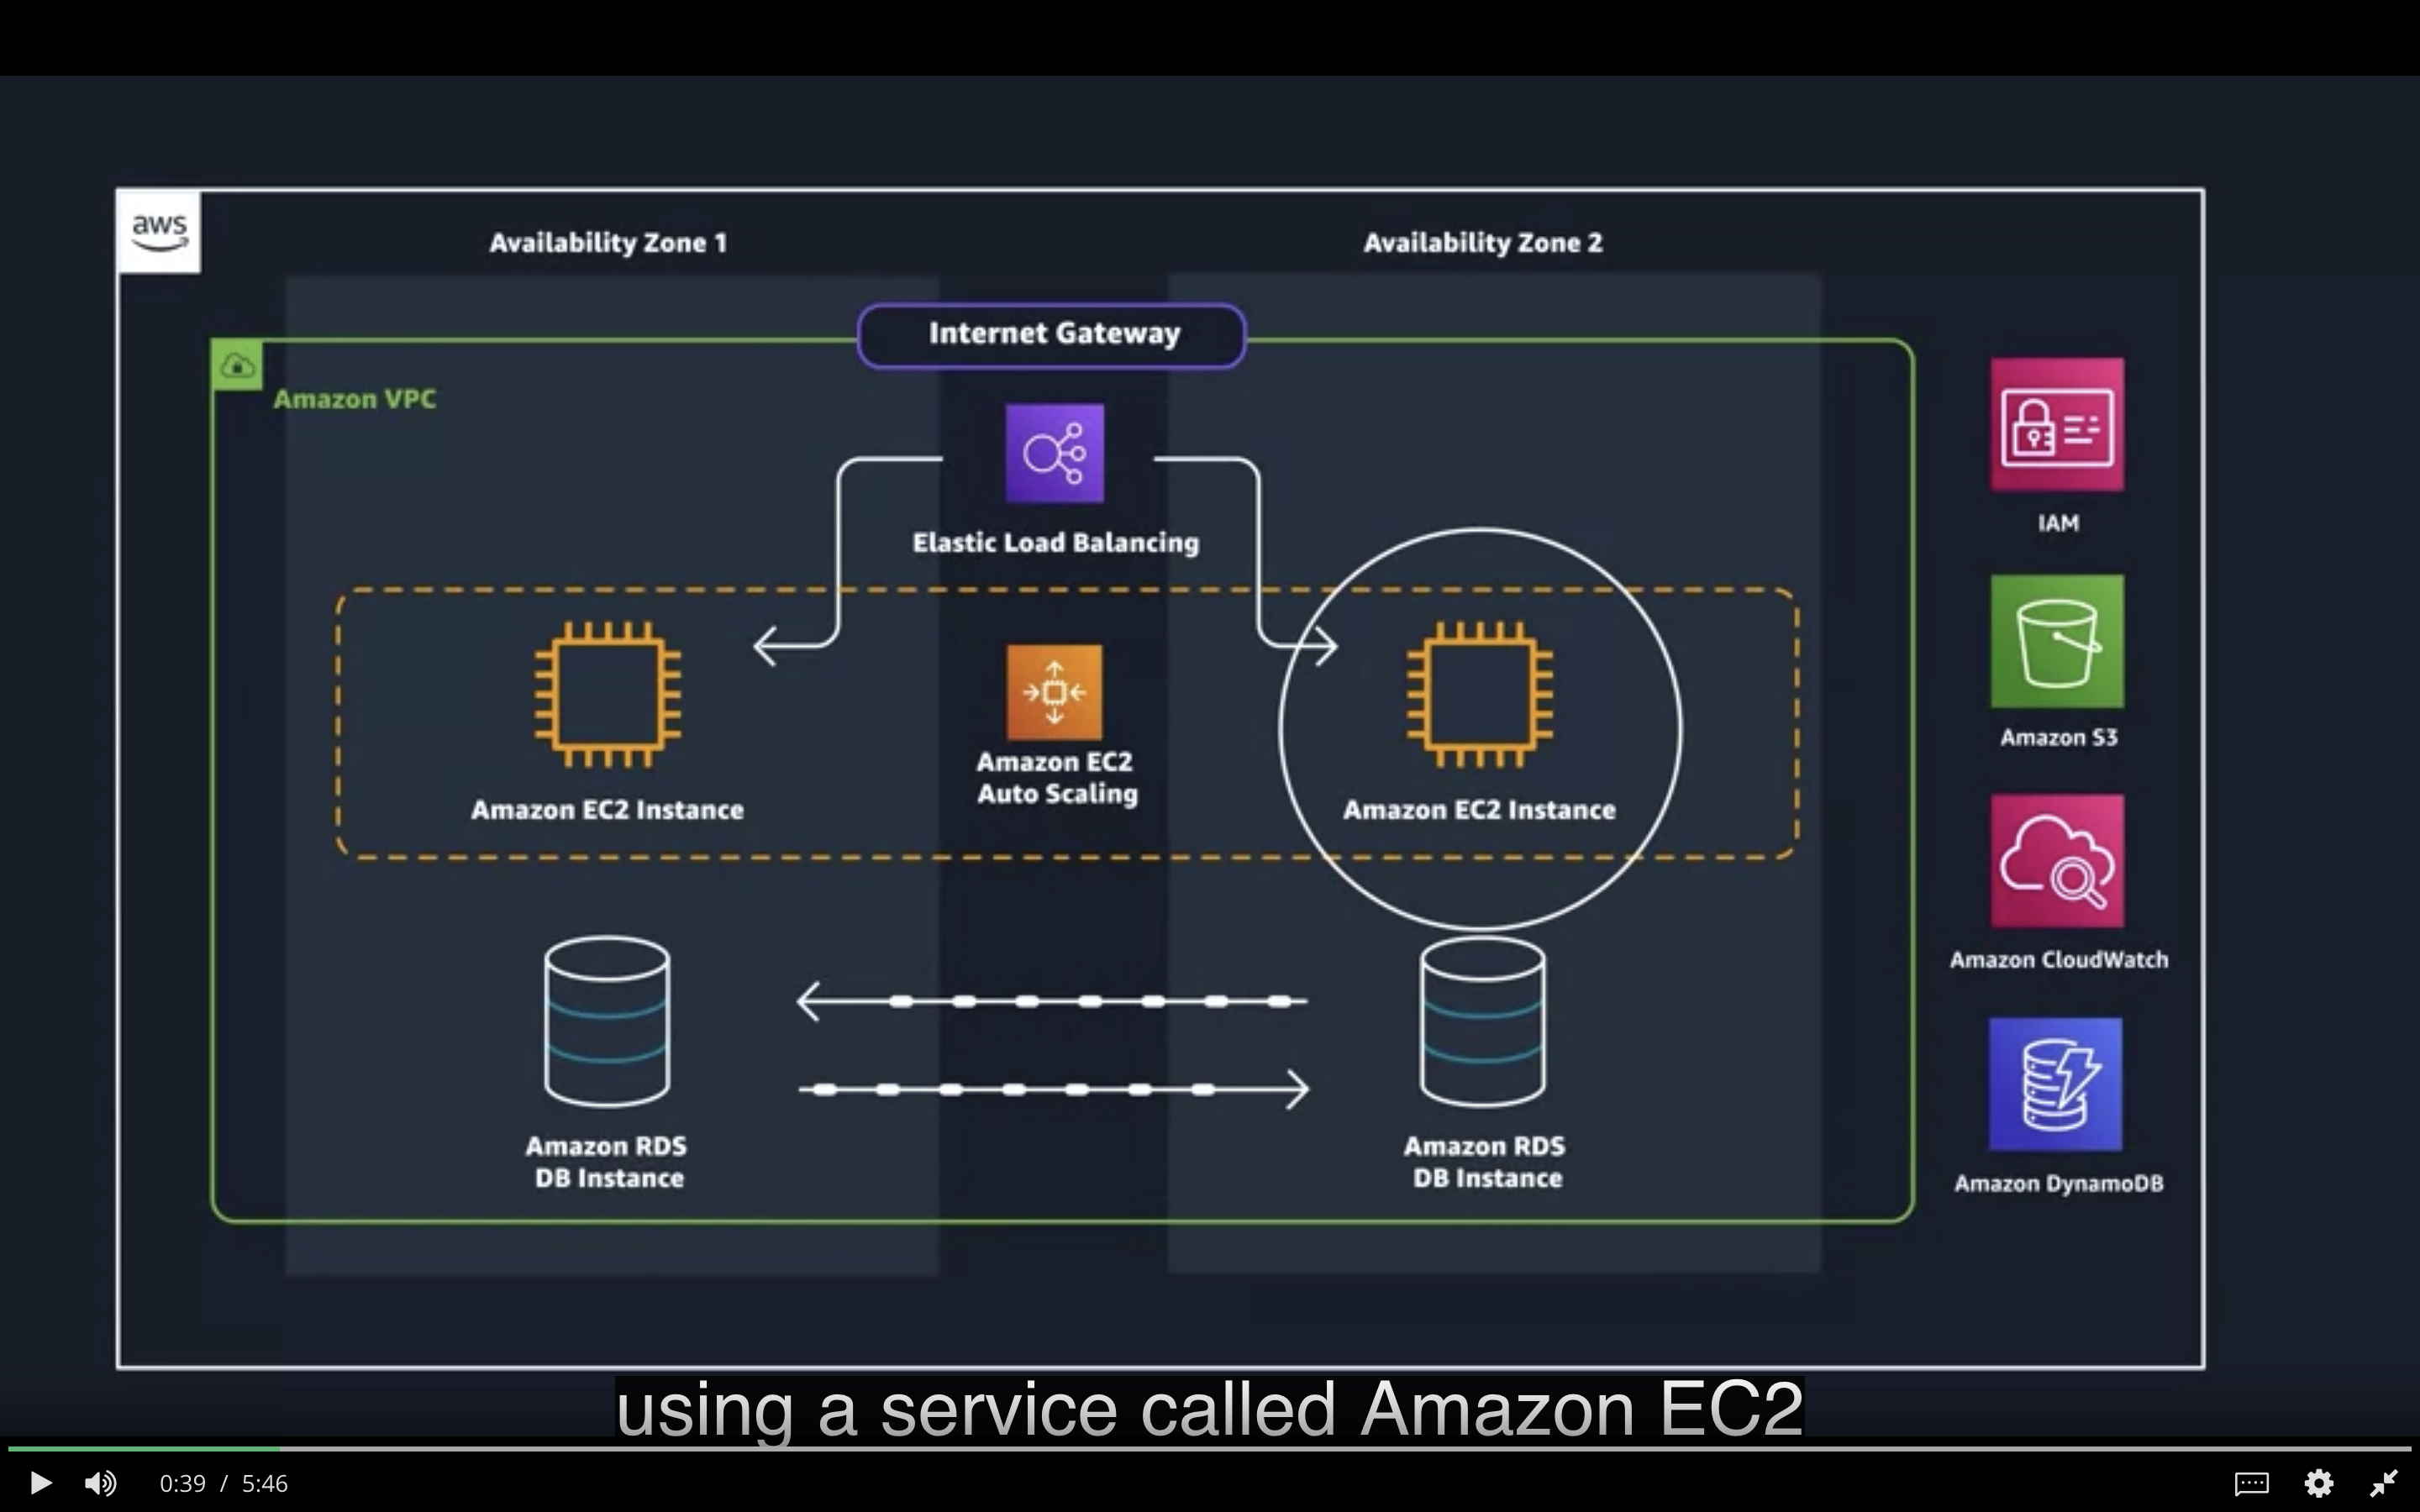 aws
Availability Zone 1
Availability Zone 2
Internet Gateway
Amazon VPC
Elastic Load Balancing
IAM
Amazon S3
Amazon EC2
Auto Scaling
Amazon EC2 Instance
Amazon EC2 Instance
Amazon CloudWatch
Amazon RDS
DB Instance
Amazon RDS
DB Instance
Amazon DynamoDB
using a service called Amazon EC2
0:39 / 5:46